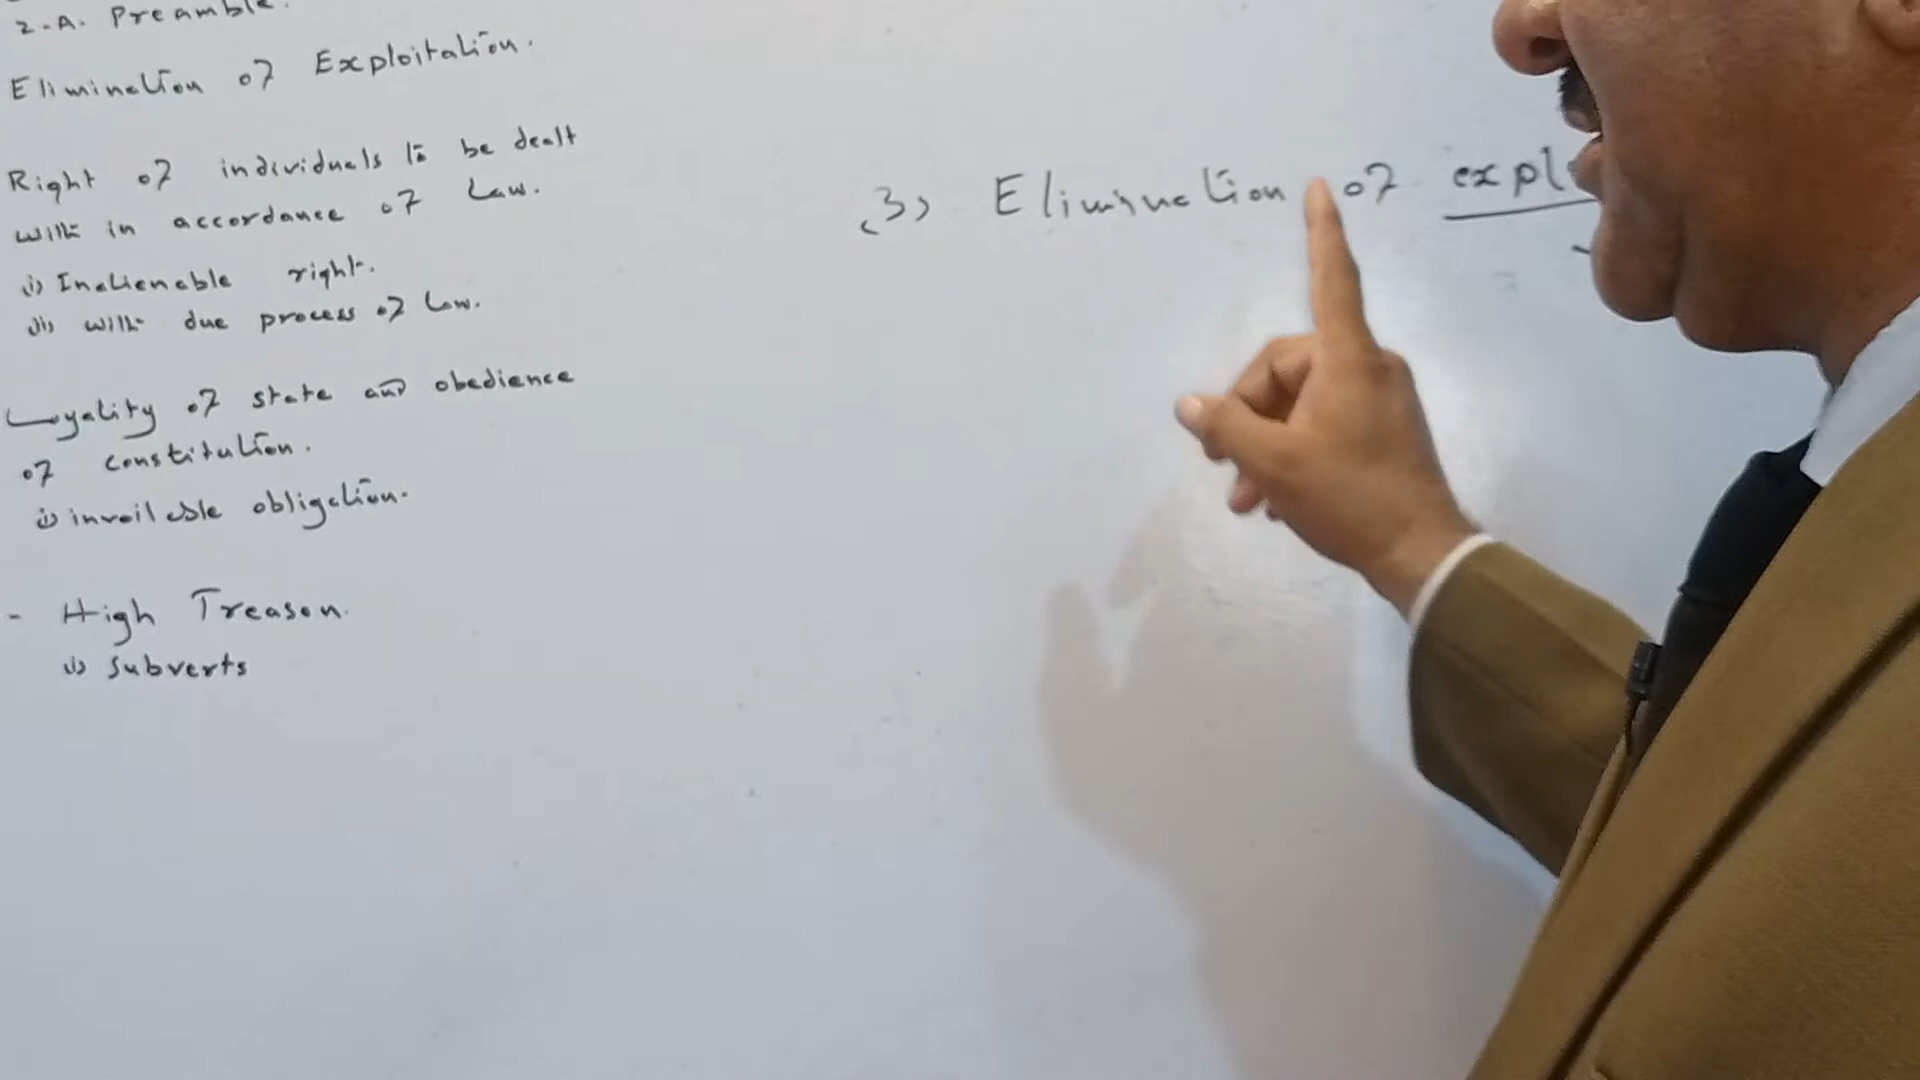 2-A. Preamble.
Elimination of Exploitation.
Right of individuals to be dealt
with in accordance of Law.
(i) Inalienable right.
(ii) with due process of Law.
Loyality of state and obedience
of constitution.
(i) invoilable obligation.
- High Treason.
(i) Subverts
(3) Elimination of expl